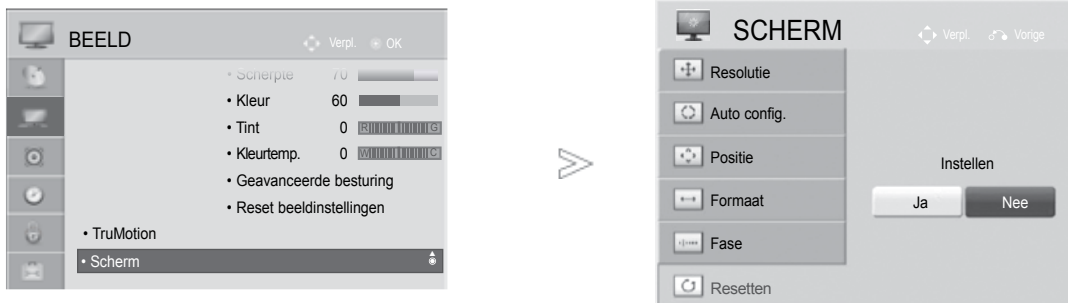 BEELD
Verpl. OK
• Scherpte 70
• Kleur 60
• Tint 0 R G
• Kleurtemp. 0 W C
• Geavanceerde besturing
• Reset beeldinstellingen
• TruMotion
• Scherm
SCHERM
Verpl. Vorige
Resolutie
Auto config.
Positie
Formaat
Fase
Resetten
Instellen
Ja Nee